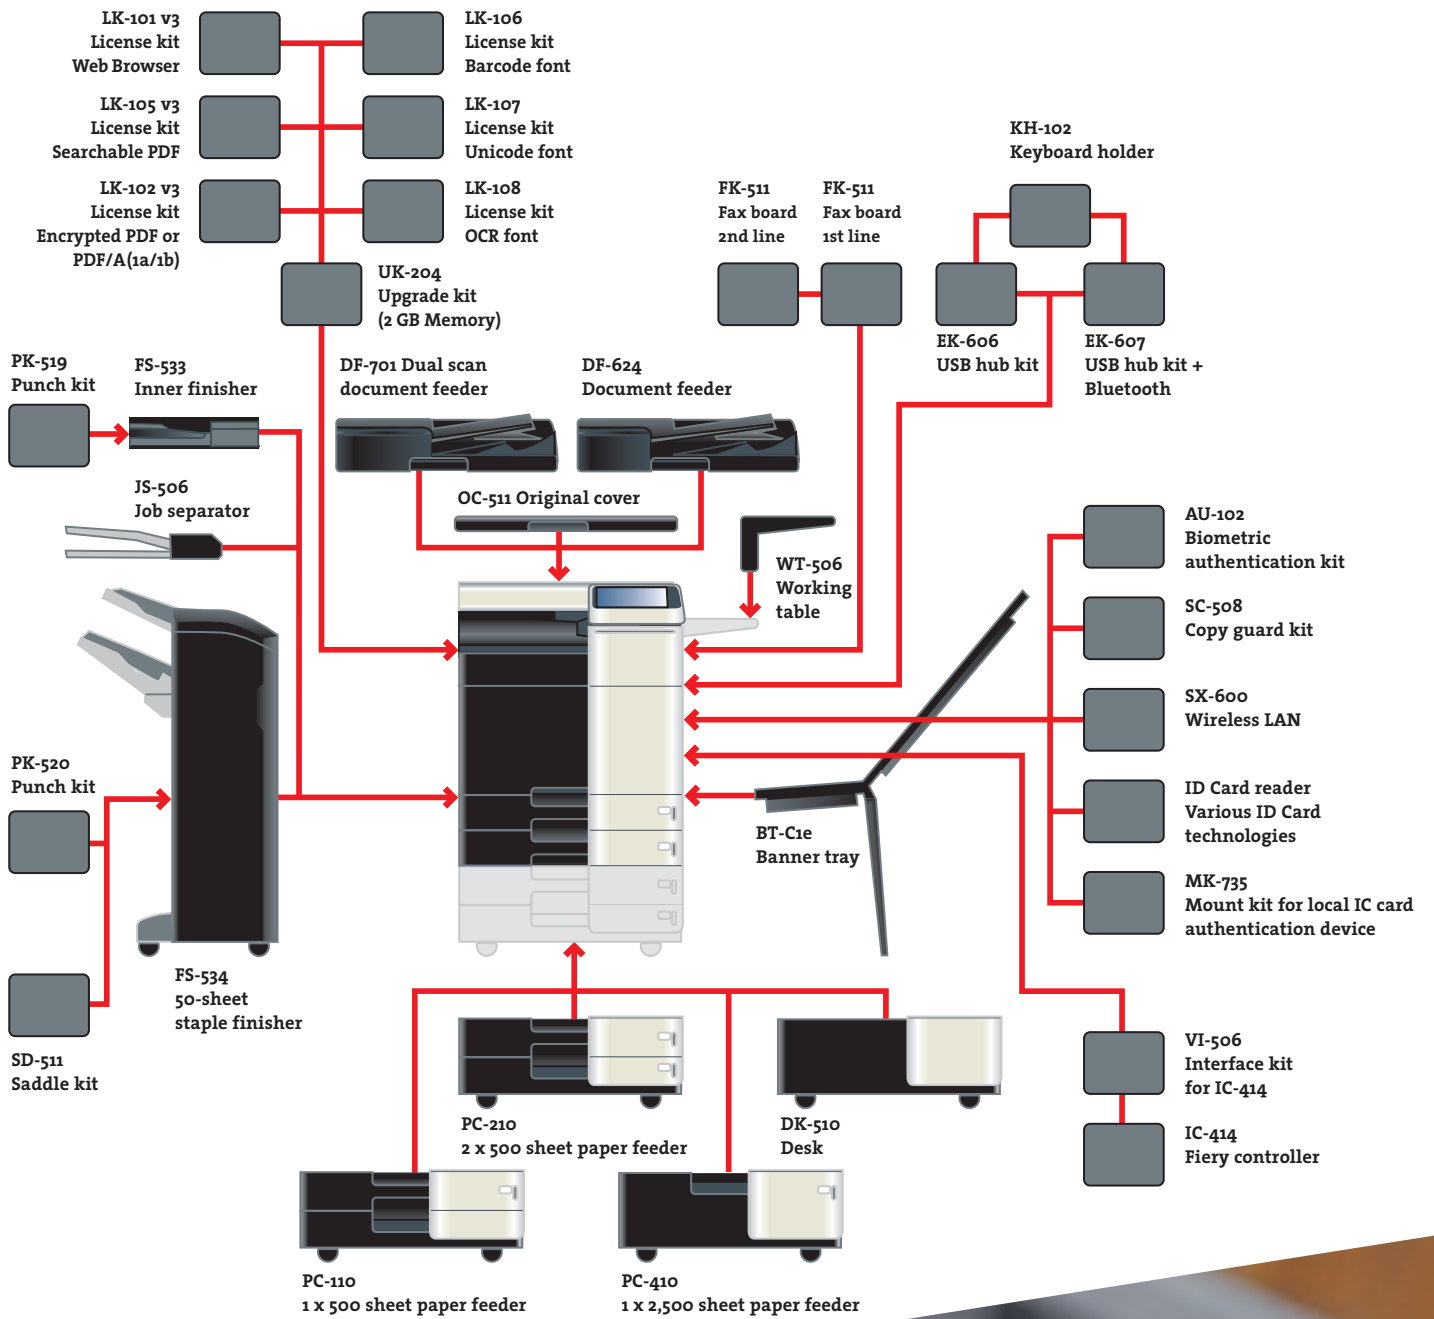 LK-101 v3
License kit
Web Browser
LK-106
License kit
Barcode font
LK-105 v3
License kit
Searchable PDF
LK-107
License kit
Unicode font
LK-102 v3
License kit
Encrypted PDF or
PDF/A(1a/1b)
LK-108
License kit
OCR font
UK-204
Upgrade kit
(2 GB Memory)
KH-102
Keyboard holder
FK-511
Fax board
2nd line
FK-511
Fax board
1st line
EK-606
USB hub kit
EK-607
USB hub kit +
Bluetooth
PK-519
Punch kit
FS-533
Inner finisher
DF-701 Dual scan
document feeder
DF-624
Document feeder
JS-506
Job separator
OC-511 Original cover
WT-506
Working
table
AU-102
Biometric
authentication kit
SC-508
Copy guard kit
SX-600
Wireless LAN
PK-520
Punch kit
ID Card reader
Various ID Card
technologies
BT-C1e
Banner tray
MK-735
Mount kit for local IC card
authentication device
FS-534
50-sheet
staple finisher
SD-511
Saddle kit
VI-506
Interface kit
for IC-414
PC-210
2 x 500 sheet paper feeder
DK-510
Desk
IC-414
Fiery controller
PC-110
1 x 500 sheet paper feeder
PC-410
1 x 2,500 sheet paper feeder